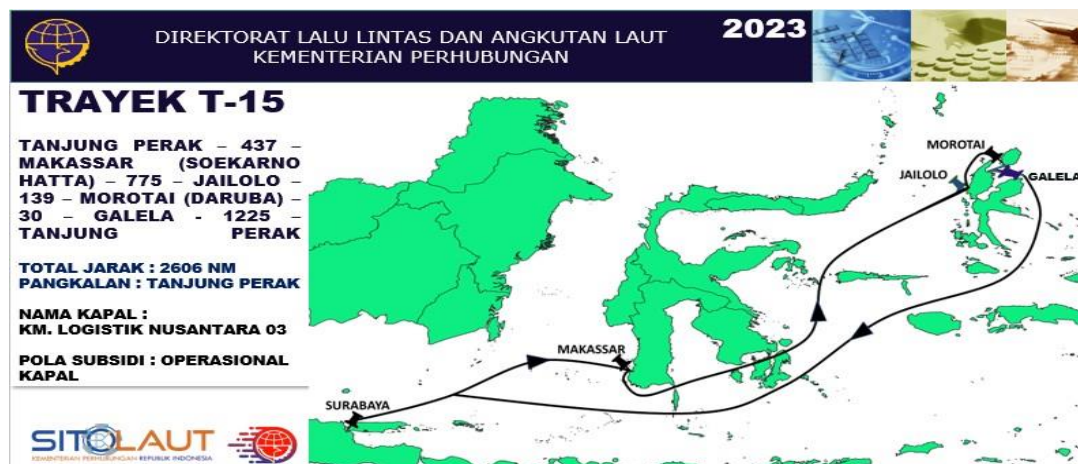 DIREKTORAT LALU LINTAS DAN ANGKUTAN LAUT
KEMENTERIAN PERHUBUNGAN
2023
TRAYEK T-15
TANJUNG PERAK – 437 –
MAKASSAR (SOEKARNO
HATTA) – 775 – JAILOLO –
139 – MOROTAI (DARUBA) –
30 – GALELA - 1225 –
TANJUNG PERAK
TOTAL JARAK : 2606 NM
PANGKALAN : TANJUNG PERAK
NAMA KAPAL :
KM. LOGISTIK NUSANTARA 03
POLA SUBSIDI : OPERASIONAL
KAPAL
MOROTAI
JAILOLO
GALELA
MAKASSAR
SURABAYA
SITOLAUT
KEMENTERIAN PERHUBUNGAN REPUBLIK INDONESIA